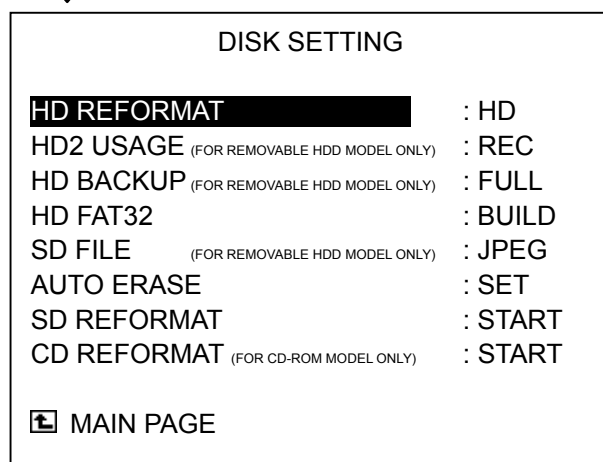 DISK SETTING
HD REFORMAT : HD
HD2 USAGE (FOR REMOVABLE HDD MODEL ONLY) : REC
HD BACKUP (FOR REMOVABLE HDD MODEL ONLY) : FULL
HD FAT32 : BUILD
SD FILE (FOR REMOVABLE HDD MODEL ONLY) : JPEG
AUTO ERASE : SET
SD REFORMAT : START
CD REFORMAT (FOR CD-ROM MODEL ONLY) : START
MAIN PAGE